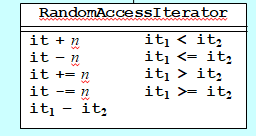 RandomAccessIterator
it + n it₁ < it₂
it - n it₁ <= it₂
it += n it₁ > it₂
it -= n it₁ >= it₂
it₁ - it₂